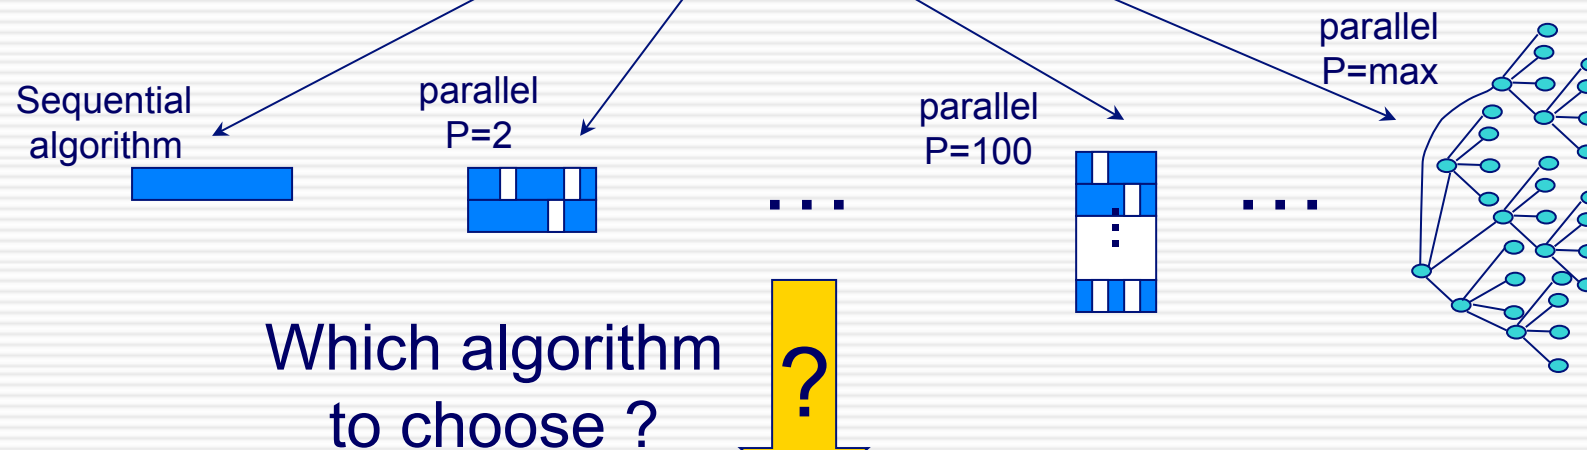 Sequential
algorithm
parallel
P=2
. . .
parallel
P=100
. . .
parallel
P=max
Which algorithm
to choose ?
?